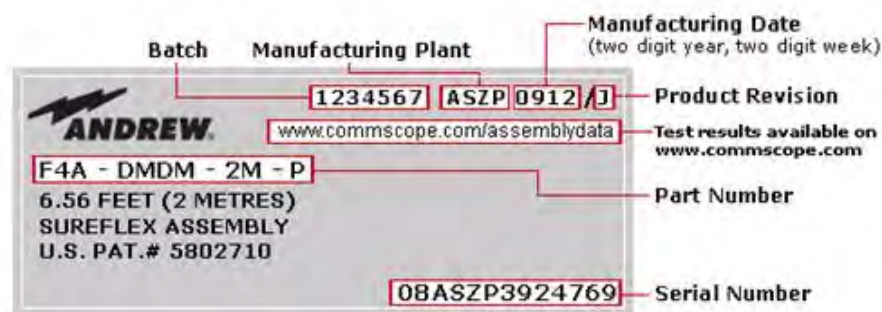 Manufacturing Date
(two digit year, two digit week)
Batch Manufacturing Plant
1234567 ASZP 0912/J Product Revision
ANDREW.
www.commscope.com/assemblydata Test results available on
www.commscope.com
F4A - DMDM - 2M - P
Part Number
6.56 FEET (2 METRES)
SUREFLEX ASSEMBLY
U.S. PAT.# 5802710
08ASZP3924769 Serial Number